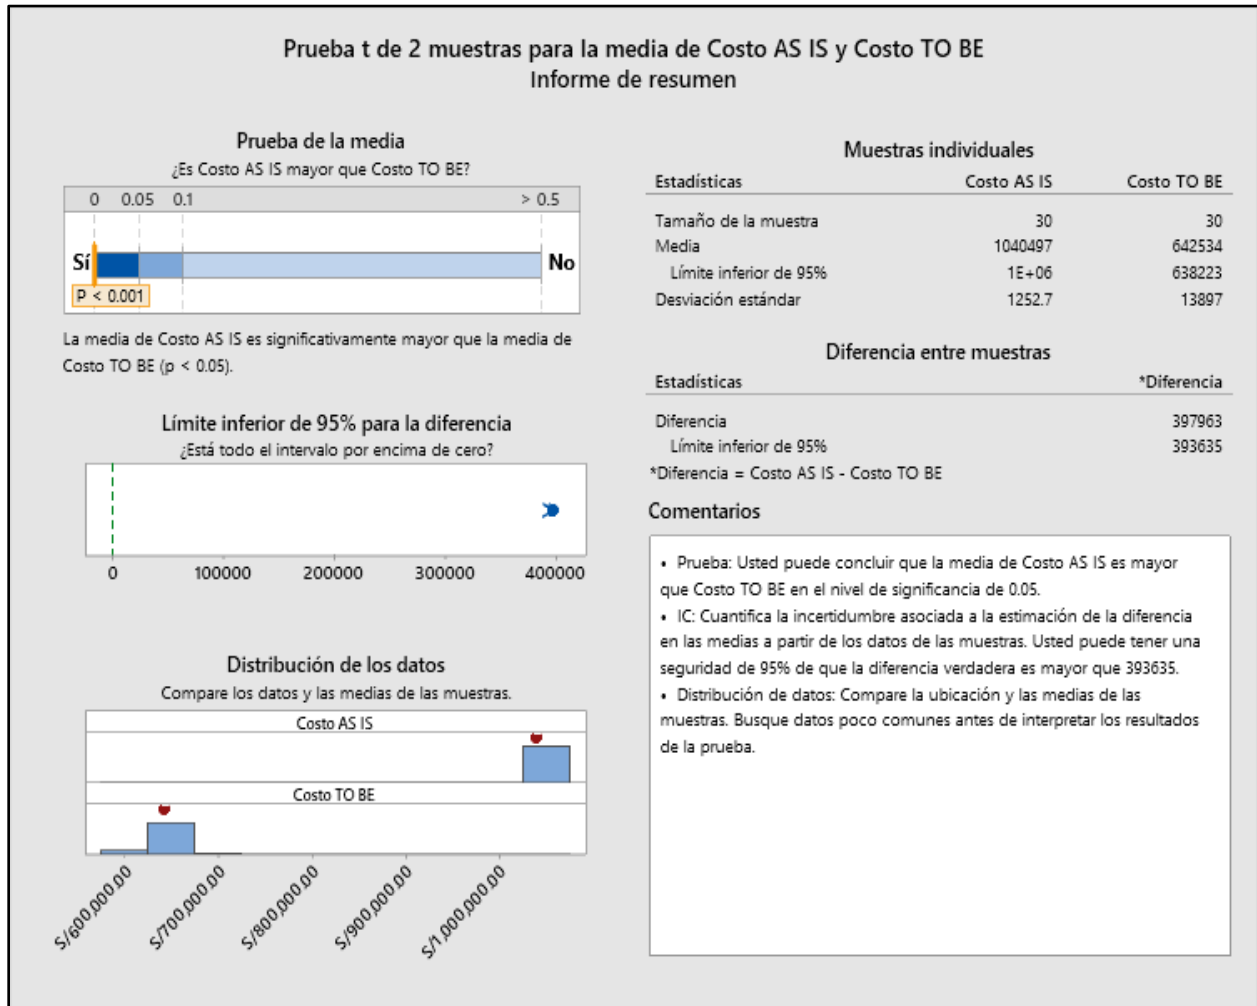 Prueba t de 2 muestras para la media de Costo AS IS y Costo TO BE
Informe de resumen
Prueba de la media
¿Es Costo AS IS mayor que Costo TO BE?
0 0.05 0.1 > 0.5
Sí No
P < 0.001
La media de Costo AS IS es significativamente mayor que la media de
Costo TO BE (p < 0.05).
Límite inferior de 95% para la diferencia
¿Está todo el intervalo por encima de cero?
0 100000 200000 300000 400000
Distribución de los datos
Compare los datos y las medias de las muestras.
Costo AS IS
Costo TO BE
S/600,000.00 S/700,000.00 S/800,000.00 S/900,000.00 S/1,000,000.00
Muestras individuales
Estadísticas Costo AS IS Costo TO BE
Tamaño de la muestra 30 30
Media 1040497 642534
Límite inferior de 95% 1E+06 638223
Desviación estándar 1252.7 13897
Diferencia entre muestras
Estadísticas *Diferencia
Diferencia 397963
Límite inferior de 95% 393635
*Diferencia = Costo AS IS - Costo TO BE
Comentarios
• Prueba: Usted puede concluir que la media de Costo AS IS es mayor
que Costo TO BE en el nivel de significancia de 0.05.
• IC: Cuantifica la incertidumbre asociada a la estimación de la diferencia
en las medias a partir de los datos de las muestras. Usted puede tener una
seguridad de 95% de que la diferencia verdadera es mayor que 393635.
• Distribución de datos: Compare la ubicación y las medias de las
muestras. Busque datos poco comunes antes de interpretar los resultados
de la prueba.